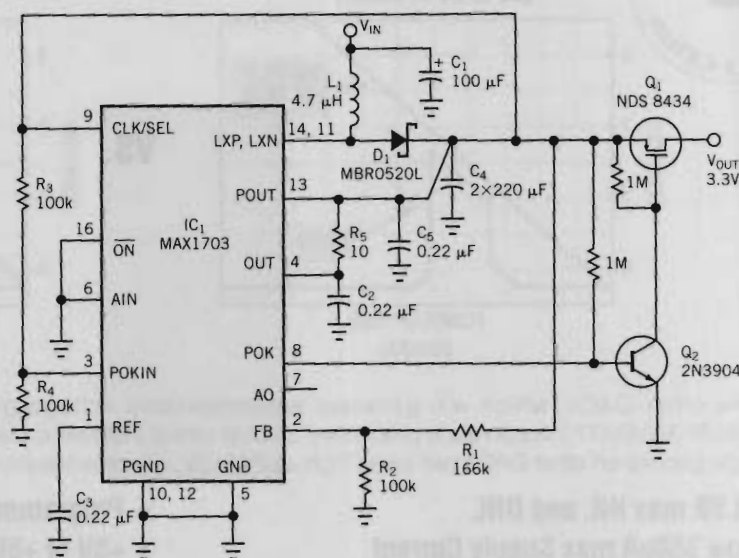 VIN
+ C1
100 µF
L1
4.7 µH
Q1
NDS 8434
9
CLK/SEL
LXP, LXN
14, 11
D1
MBR0520L
VOUT
3.3V
R3
100k
POUT
13
C4
2×220 µF
1M
IC1
MAX1703
16
ON
R5
10
C5
0.22 µF
OUT
4
1M
6
AIN
C2
0.22 µF
POK
8
Q2
2N3904
3
POKIN
AO
7
R4
100k
1
REF
FB
2
R1
166k
R2
100k
PGND
GND
C3
0.22 µF
10, 12
5